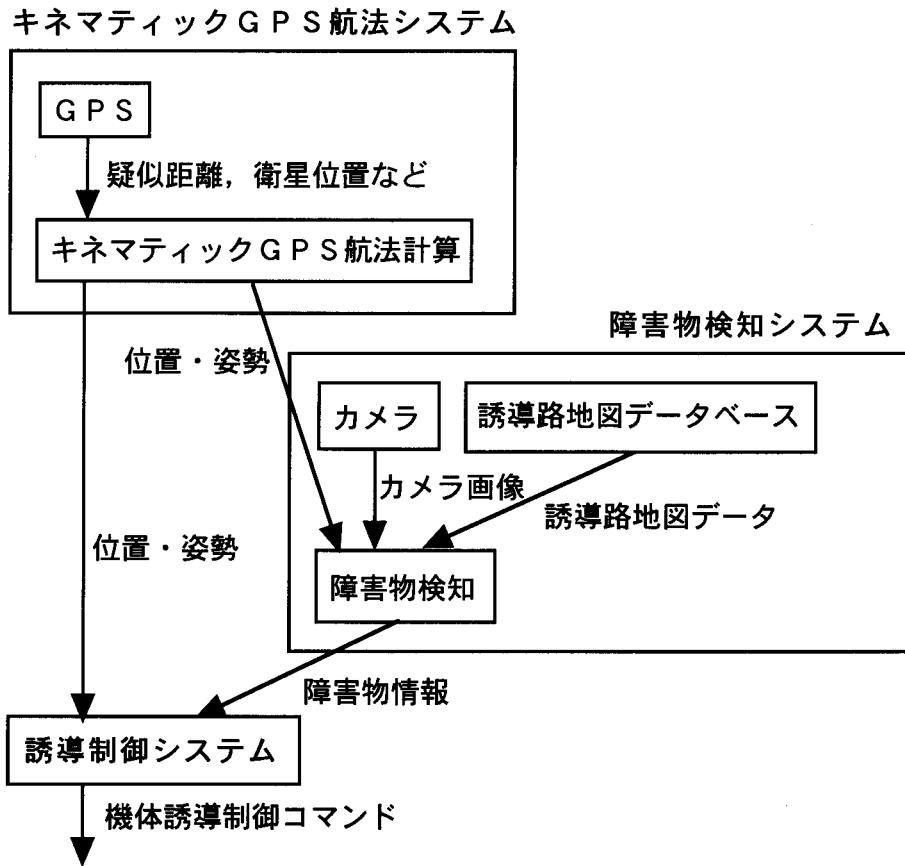 キネマティックＧＰＳ航法システム
ＧＰＳ
疑似距離，衛星位置など
キネマティックＧＰＳ航法計算
障害物検知システム
位置・姿勢
カメラ
誘導路地図データベース
カメラ画像
誘導路地図データ
位置・姿勢
障害物検知
障害物情報
誘導制御システム
機体誘導制御コマンド